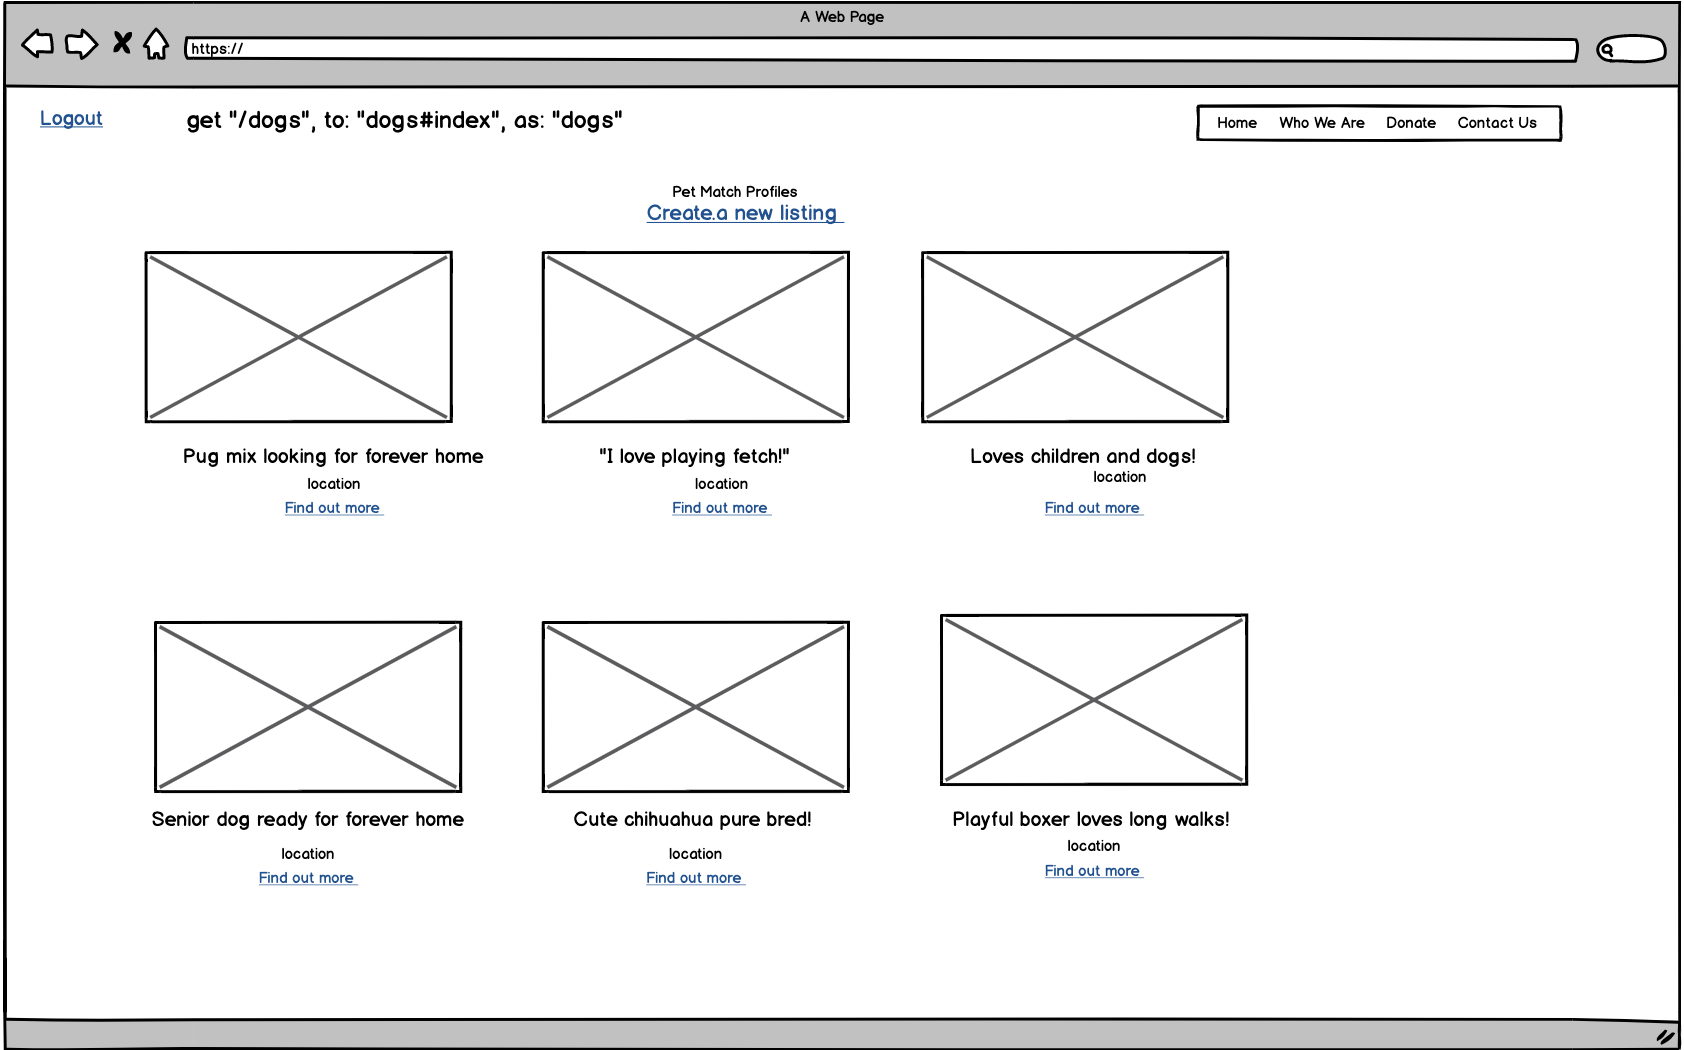 A Web Page
https://
Logout
get "/dogs", to: "dogs#index", as: "dogs"
Home Who We Are Donate Contact Us
Pet Match Profiles
Create.a new listing
Pug mix looking for forever home
location
Find out more
"I love playing fetch!"
location
Find out more
Loves children and dogs!
location
Find out more
Senior dog ready for forever home
location
Find out more
Cute chihuahua pure bred!
location
Find out more
Playful boxer loves long walks!
location
Find out more